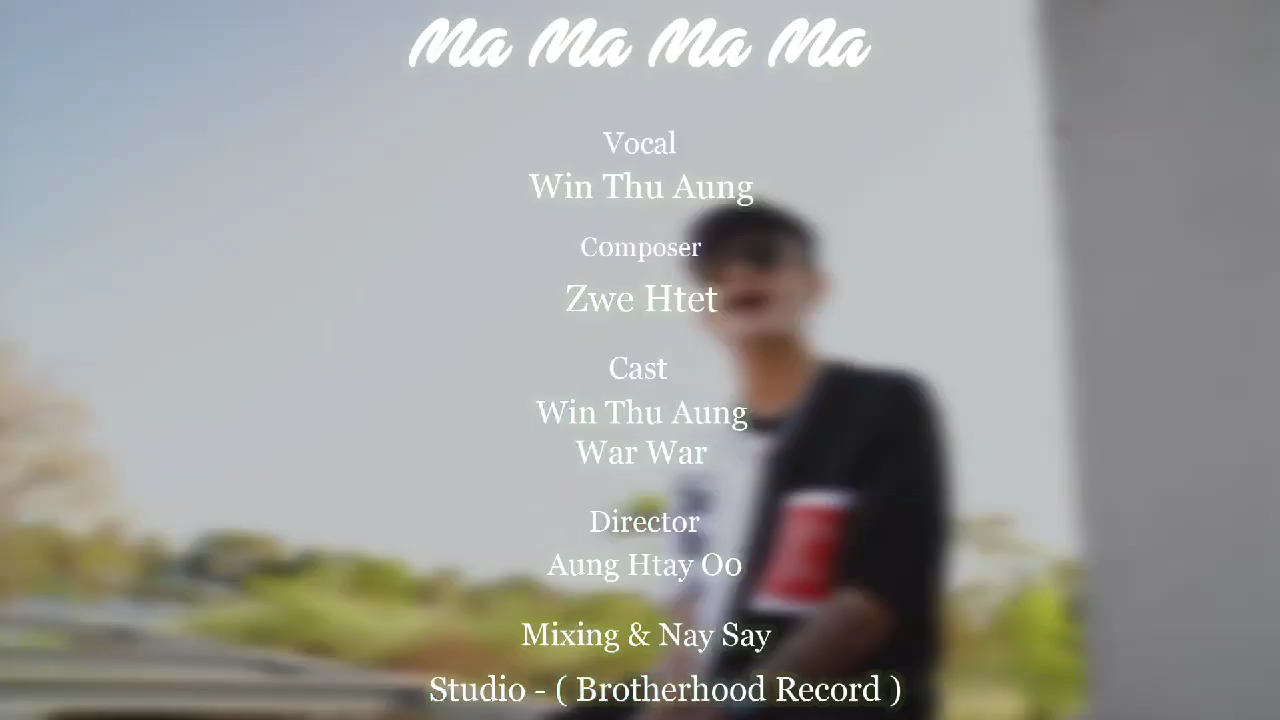 Ma Ma Ma Ma
Vocal
Win Thu Aung
Composer
Zwe Htet
Cast
Win Thu Aung
War War
Director
Aung Htay Oo
Mixing & Nay Say
Studio - ( Brotherhood Record )